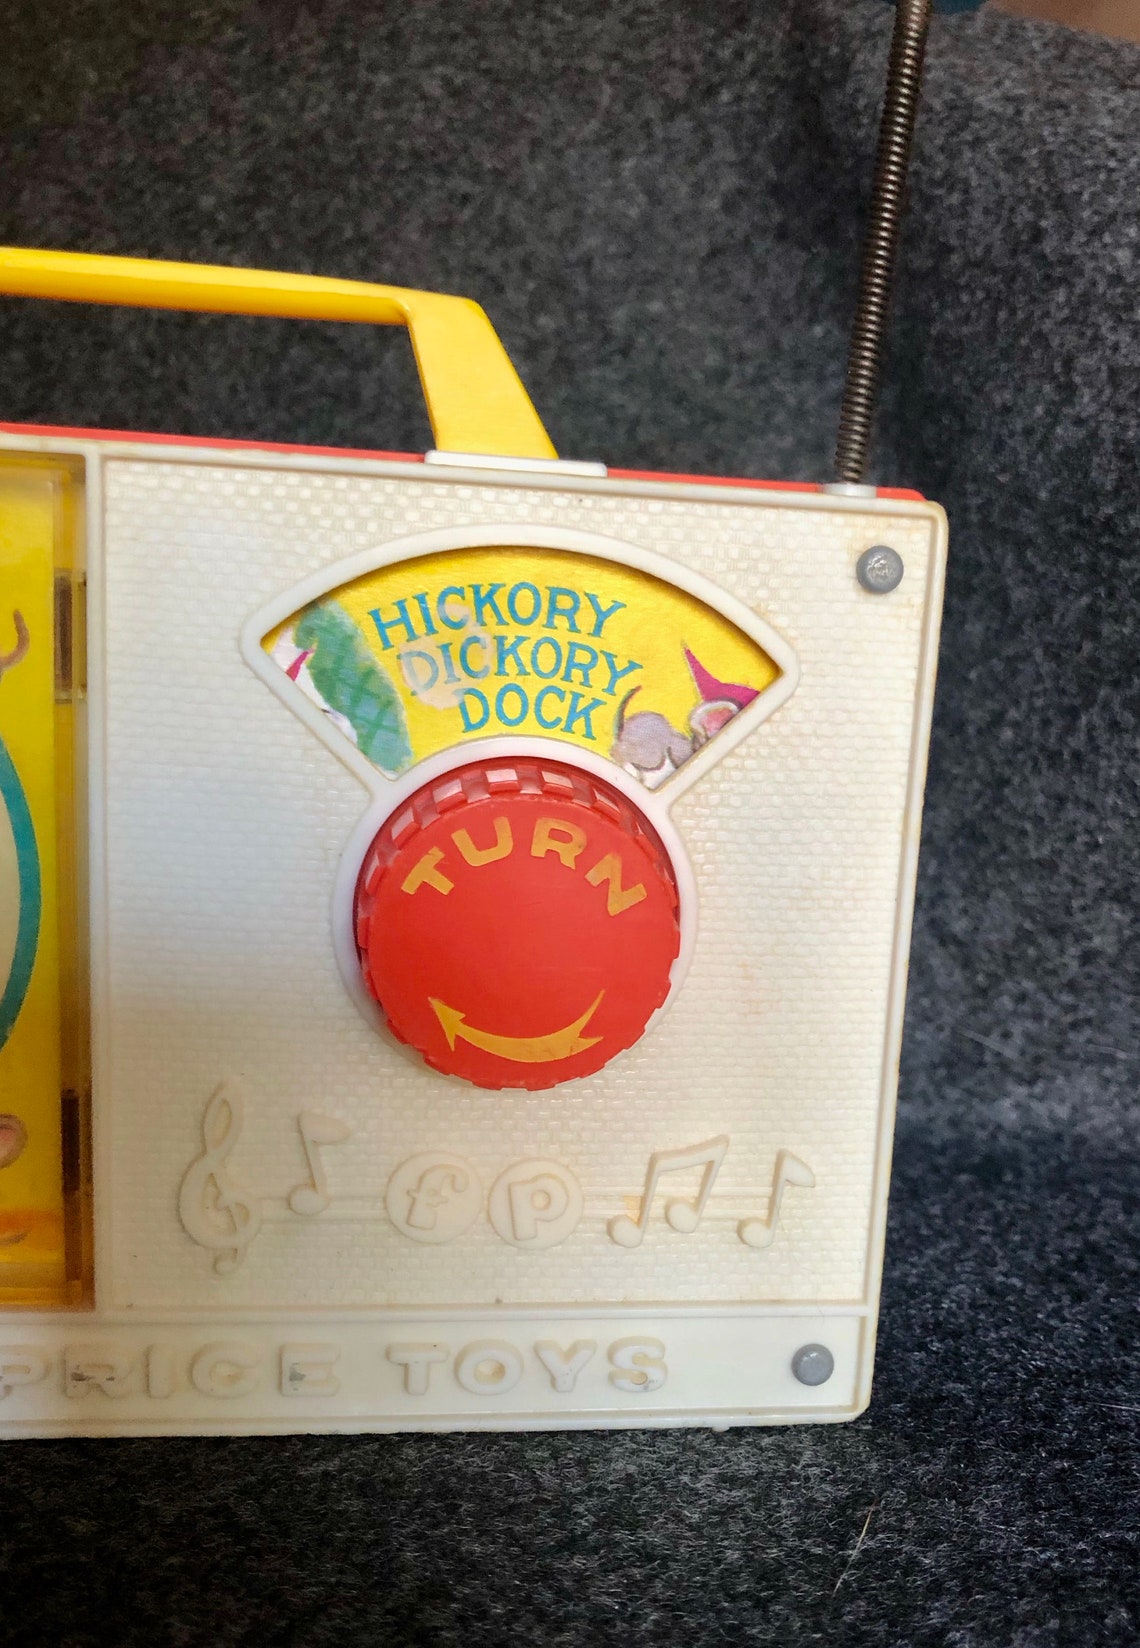 HICKORY
DICKORY
DOCK
TURN
fp
PRICE TOYS